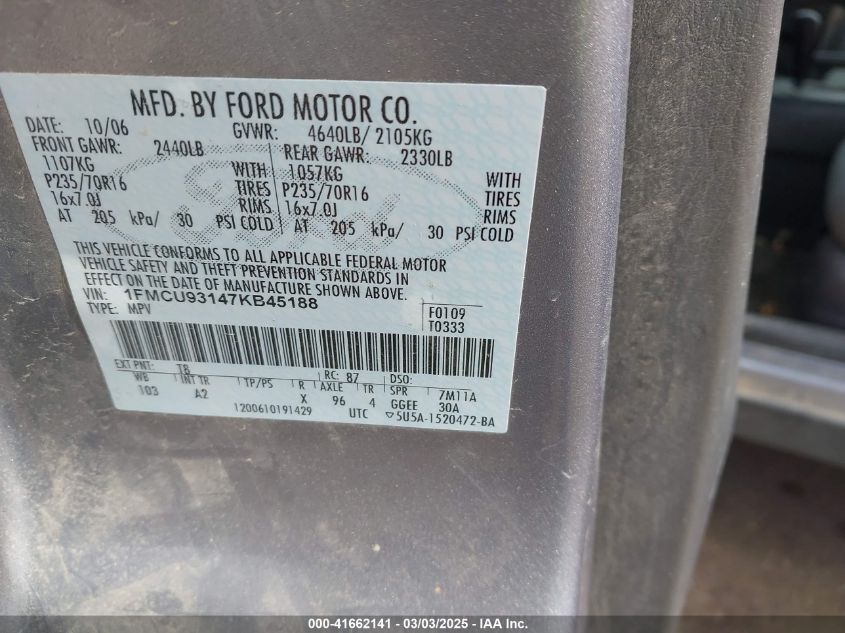 MFD. BY FORD MOTOR CO.
DATE: 10/06 GVWR: 4640LB/ 2105KG
FRONT GAWR: 2440LB REAR GAWR: 2330LB
1107KG WITH 1057KG WITH
P235/70R16 TIRES P235/70R16 TIRES
16x7.0J RIMS 16x7.0J RIMS
AT 205 kPa/ 30 PSI COLD AT 205 kPa/ 30 PSI COLD
Ford
THIS VEHICLE CONFORMS TO ALL APPLICABLE FEDERAL MOTOR
VEHICLE SAFETY AND THEFT PREVENTION STANDARDS IN
EFFECT ON THE DATE OF MANUFACTURE SHOWN ABOVE.
VIN: 1FMCU93147KB45188 F0109
TYPE: MPV T0333
EXT PNT: T8 RC: 87 DSO:
WB INT TR TP/PS R AXLE TR SPR 7M11A
103 A2 X 96 4 GGEE 30A
1200610191429 UTC ▽5U5A-1520472-BA
000-41662141 / 03/03/2025 - IAA Inc.